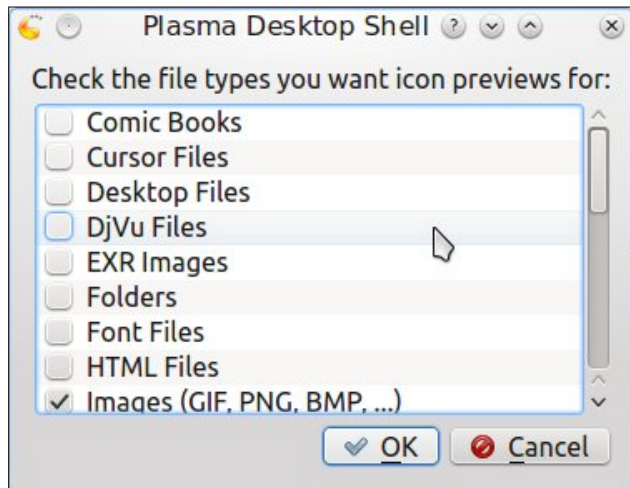 Plasma Desktop Shell
Check the file types you want icon previews for:
Comic Books
Cursor Files
Desktop Files
DjVu Files
EXR Images
Folders
Font Files
HTML Files
Images (GIF, PNG, BMP, ...)
OK Cancel